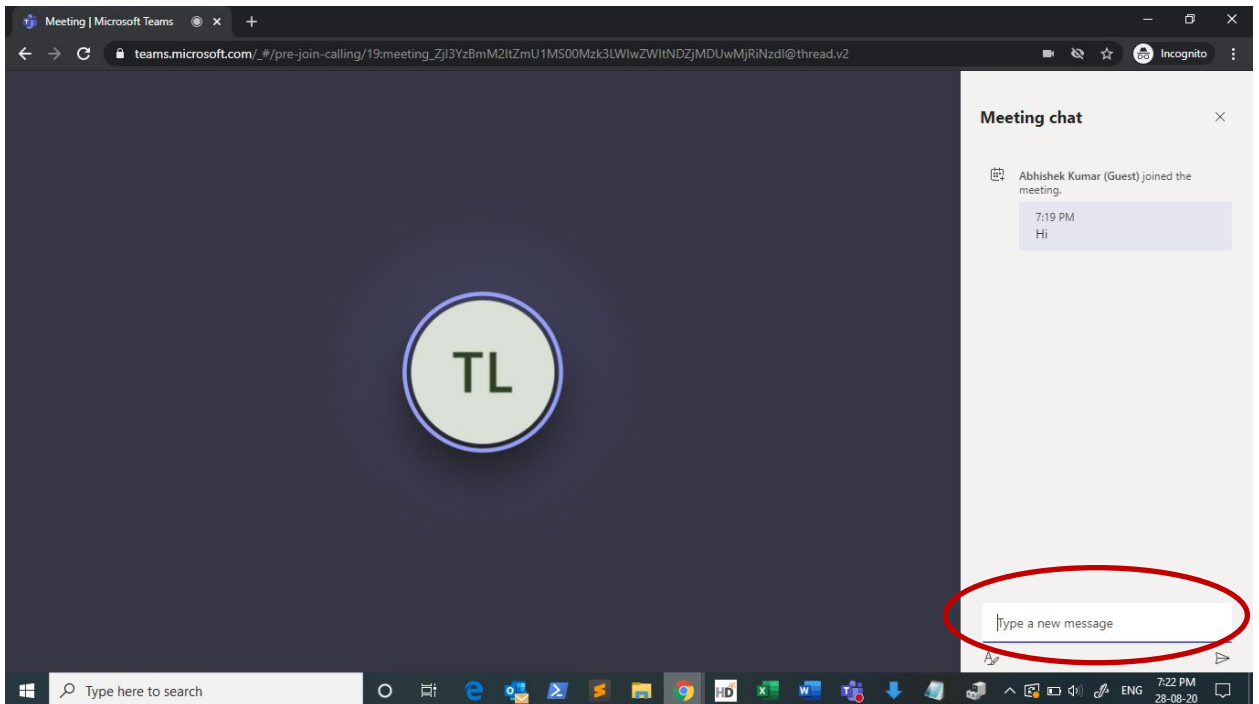 Meeting | Microsoft Teams
teams.microsoft.com/_#/pre-join-calling/19:meeting_ZjI3YzBmM2ItZmU1MS00Mzk3LWIwZWItNDZjMDUwMjRiNzdl@thread.v2
Incognito
Meeting chat
Abhishek Kumar (Guest) joined the
meeting.
7:19 PM
Hi
TL
Type a new message
Type here to search
HD
ENG
7:22 PM
28-08-20